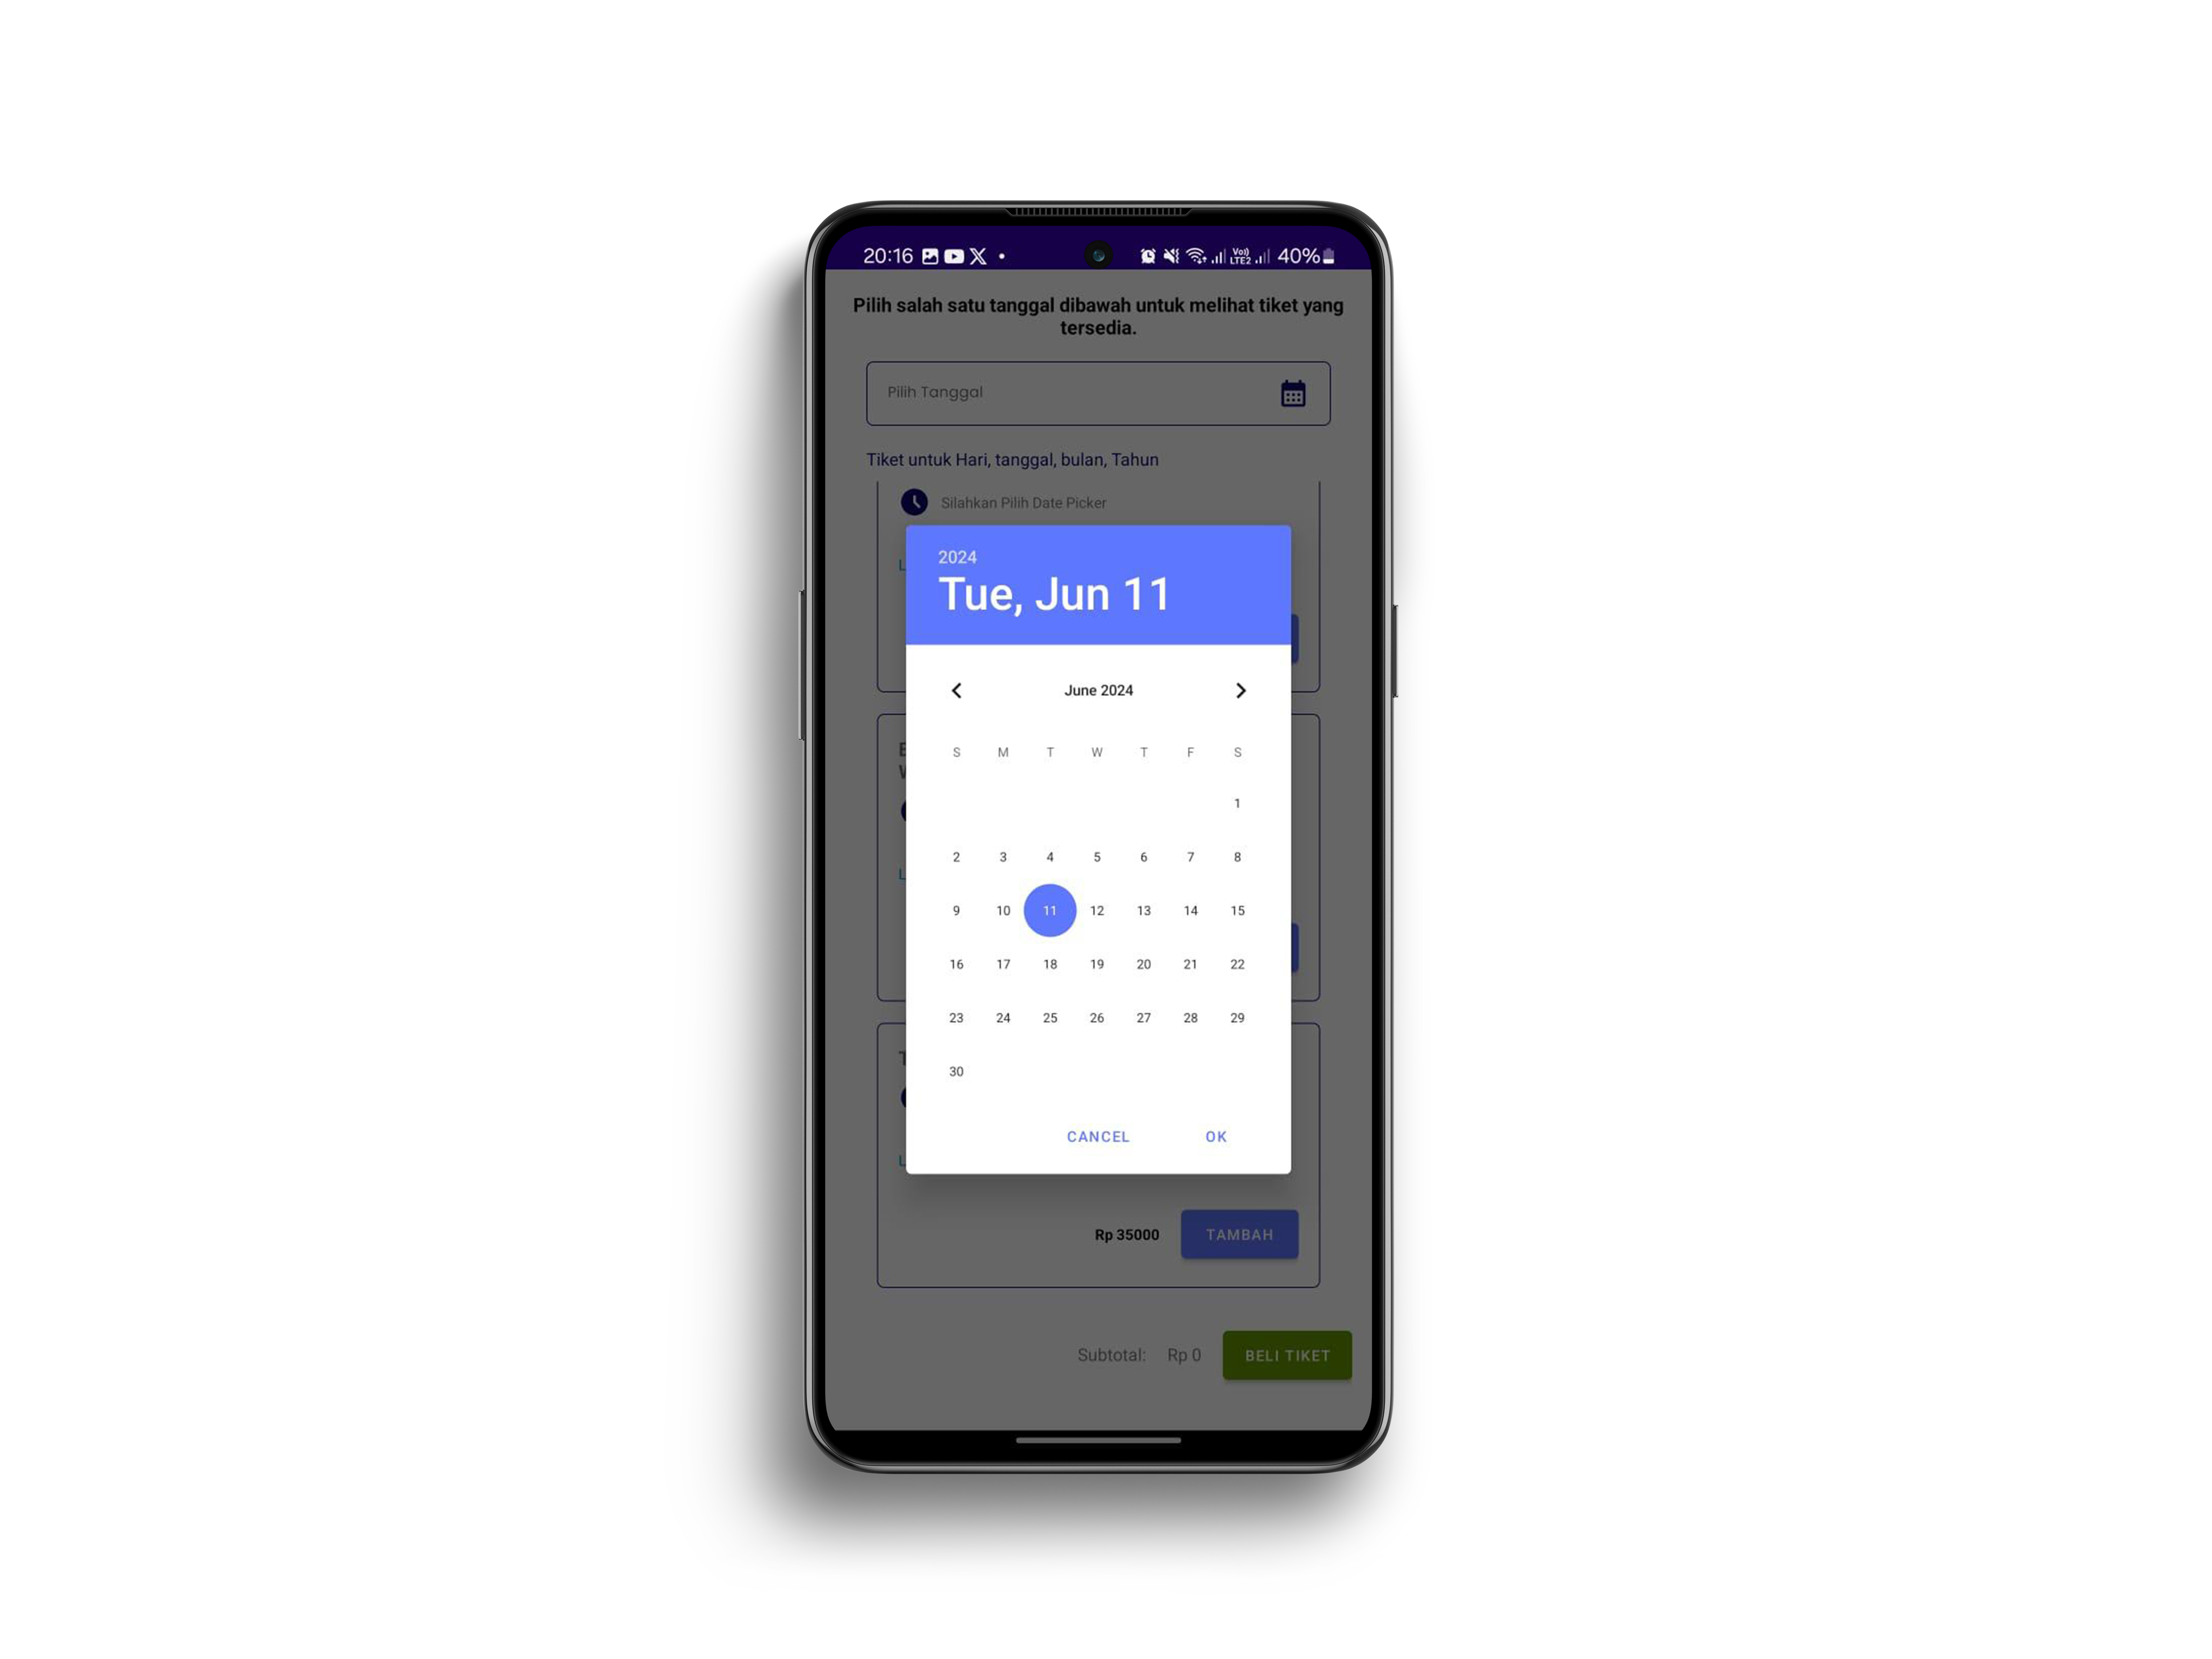 20:16 Vo) LTE2 40%
Pilih salah satu tanggal dibawah untuk melihat tiket yang
tersedia.
Pilih Tanggal
Tiket untuk Hari, tanggal, bulan, Tahun
Silahkan Pilih Date Picker
2024
Tue, Jun 11
June 2024
S M T W T F S
1
2 3 4 5 6 7 8
9 10 11 12 13 14 15
16 17 18 19 20 21 22
23 24 25 26 27 28 29
30
CANCEL OK
Rp 35000 TAMBAH
Subtotal: Rp 0 BELI TIKET